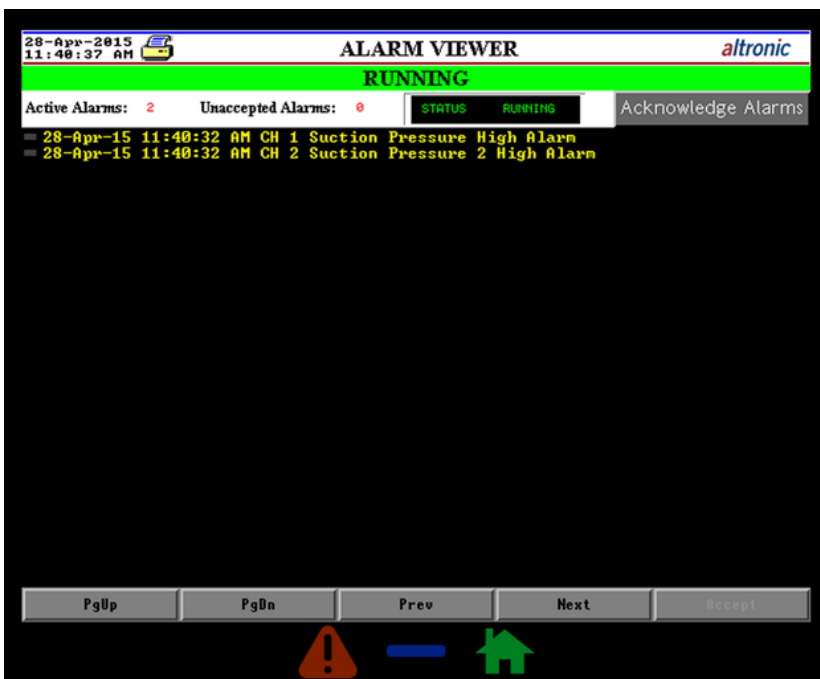 28-Apr-2015
11:40:37 AM
ALARM VIEWER
altronic
RUNNING
Active Alarms: 2 Unaccepted Alarms: 0 STATUS RUNNING Acknowledge Alarms
28-Apr-15 11:40:32 AM CH 1 Suction Pressure High Alarm
28-Apr-15 11:40:32 AM CH 2 Suction Pressure 2 High Alarm
PgUp PgDn Prev Next Accept